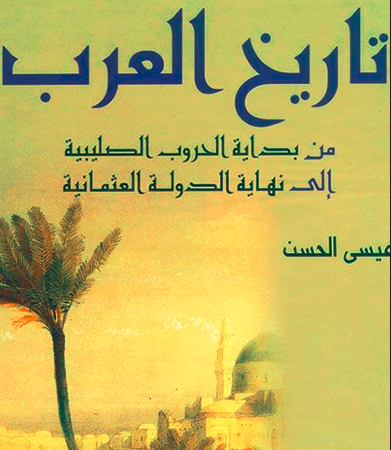 تاريخ العرب
من بداية الحروب الصليبية
إلى نهاية الدولة العثمانية
عيسى الحسن